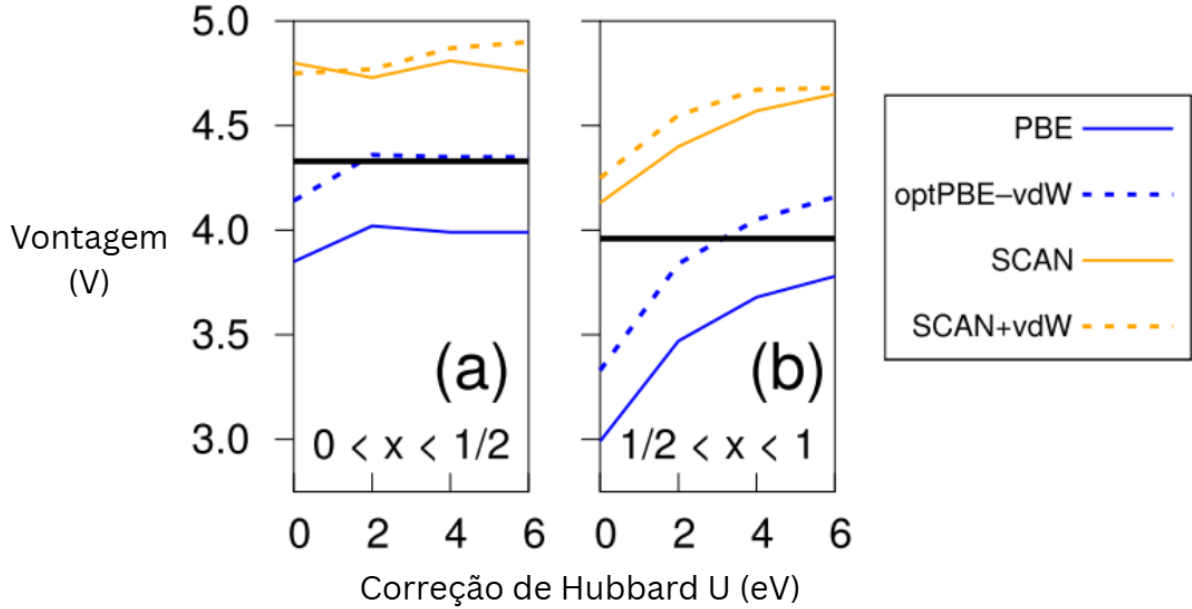 5.0
4.5
4.0
3.5
3.0
Vontagem
(V)
(a)
0 < x < 1/2
(b)
1/2 < x < 1
0 2 4 6
0 2 4 6
Correção de Hubbard U (eV)
PBE
optPBE–vdW
SCAN
SCAN+vdW